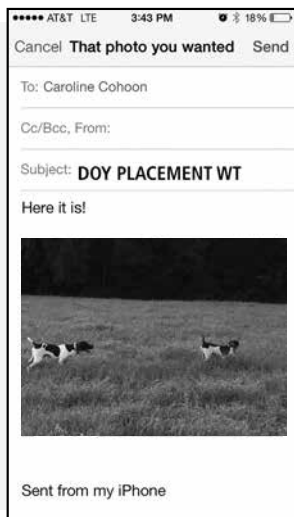 ●●●●● AT&T LTE 3:43 PM 18%
Cancel That photo you wanted Send
To: Caroline Cohoon
Cc/Bcc, From:
Subject: DOY PLACEMENT WT
Here it is!
Sent from my iPhone